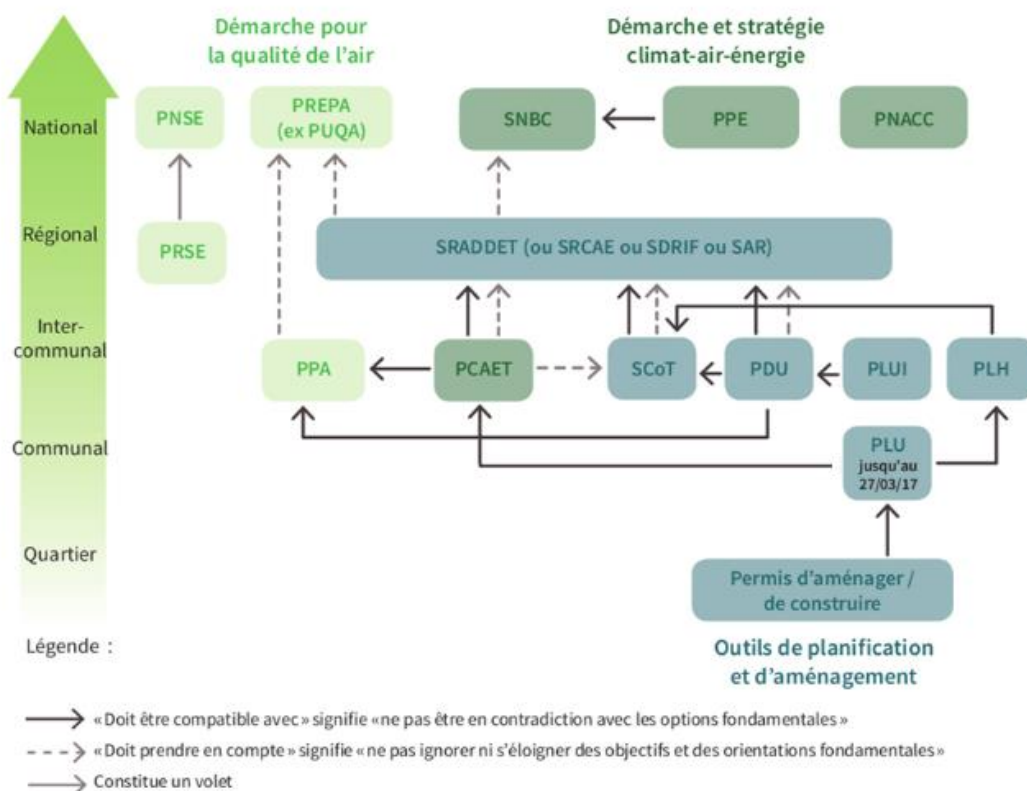 Démarche pour
la qualité de l'air
Démarche et stratégie
climat-air-énergie
National
PNSE
PREPA
(ex PUQA)
SNBC
PPE
PNACC
Régional
PRSE
SRADDET (ou SRCAE ou SDRIF ou SAR)
Inter-
communal
PPA
PCAET
SCoT
PDU
PLUI
PLH
Communal
PLU
jusqu'au
27/03/17
Quartier
Permis d'aménager /
de construire
Légende :
Outils de planification
et d'aménagement
« Doit être compatible avec » signifie « ne pas être en contradiction avec les options fondamentales »
« Doit prendre en compte » signifie « ne pas ignorer ni s'éloigner des objectifs et des orientations fondamentales »
Constitue un volet